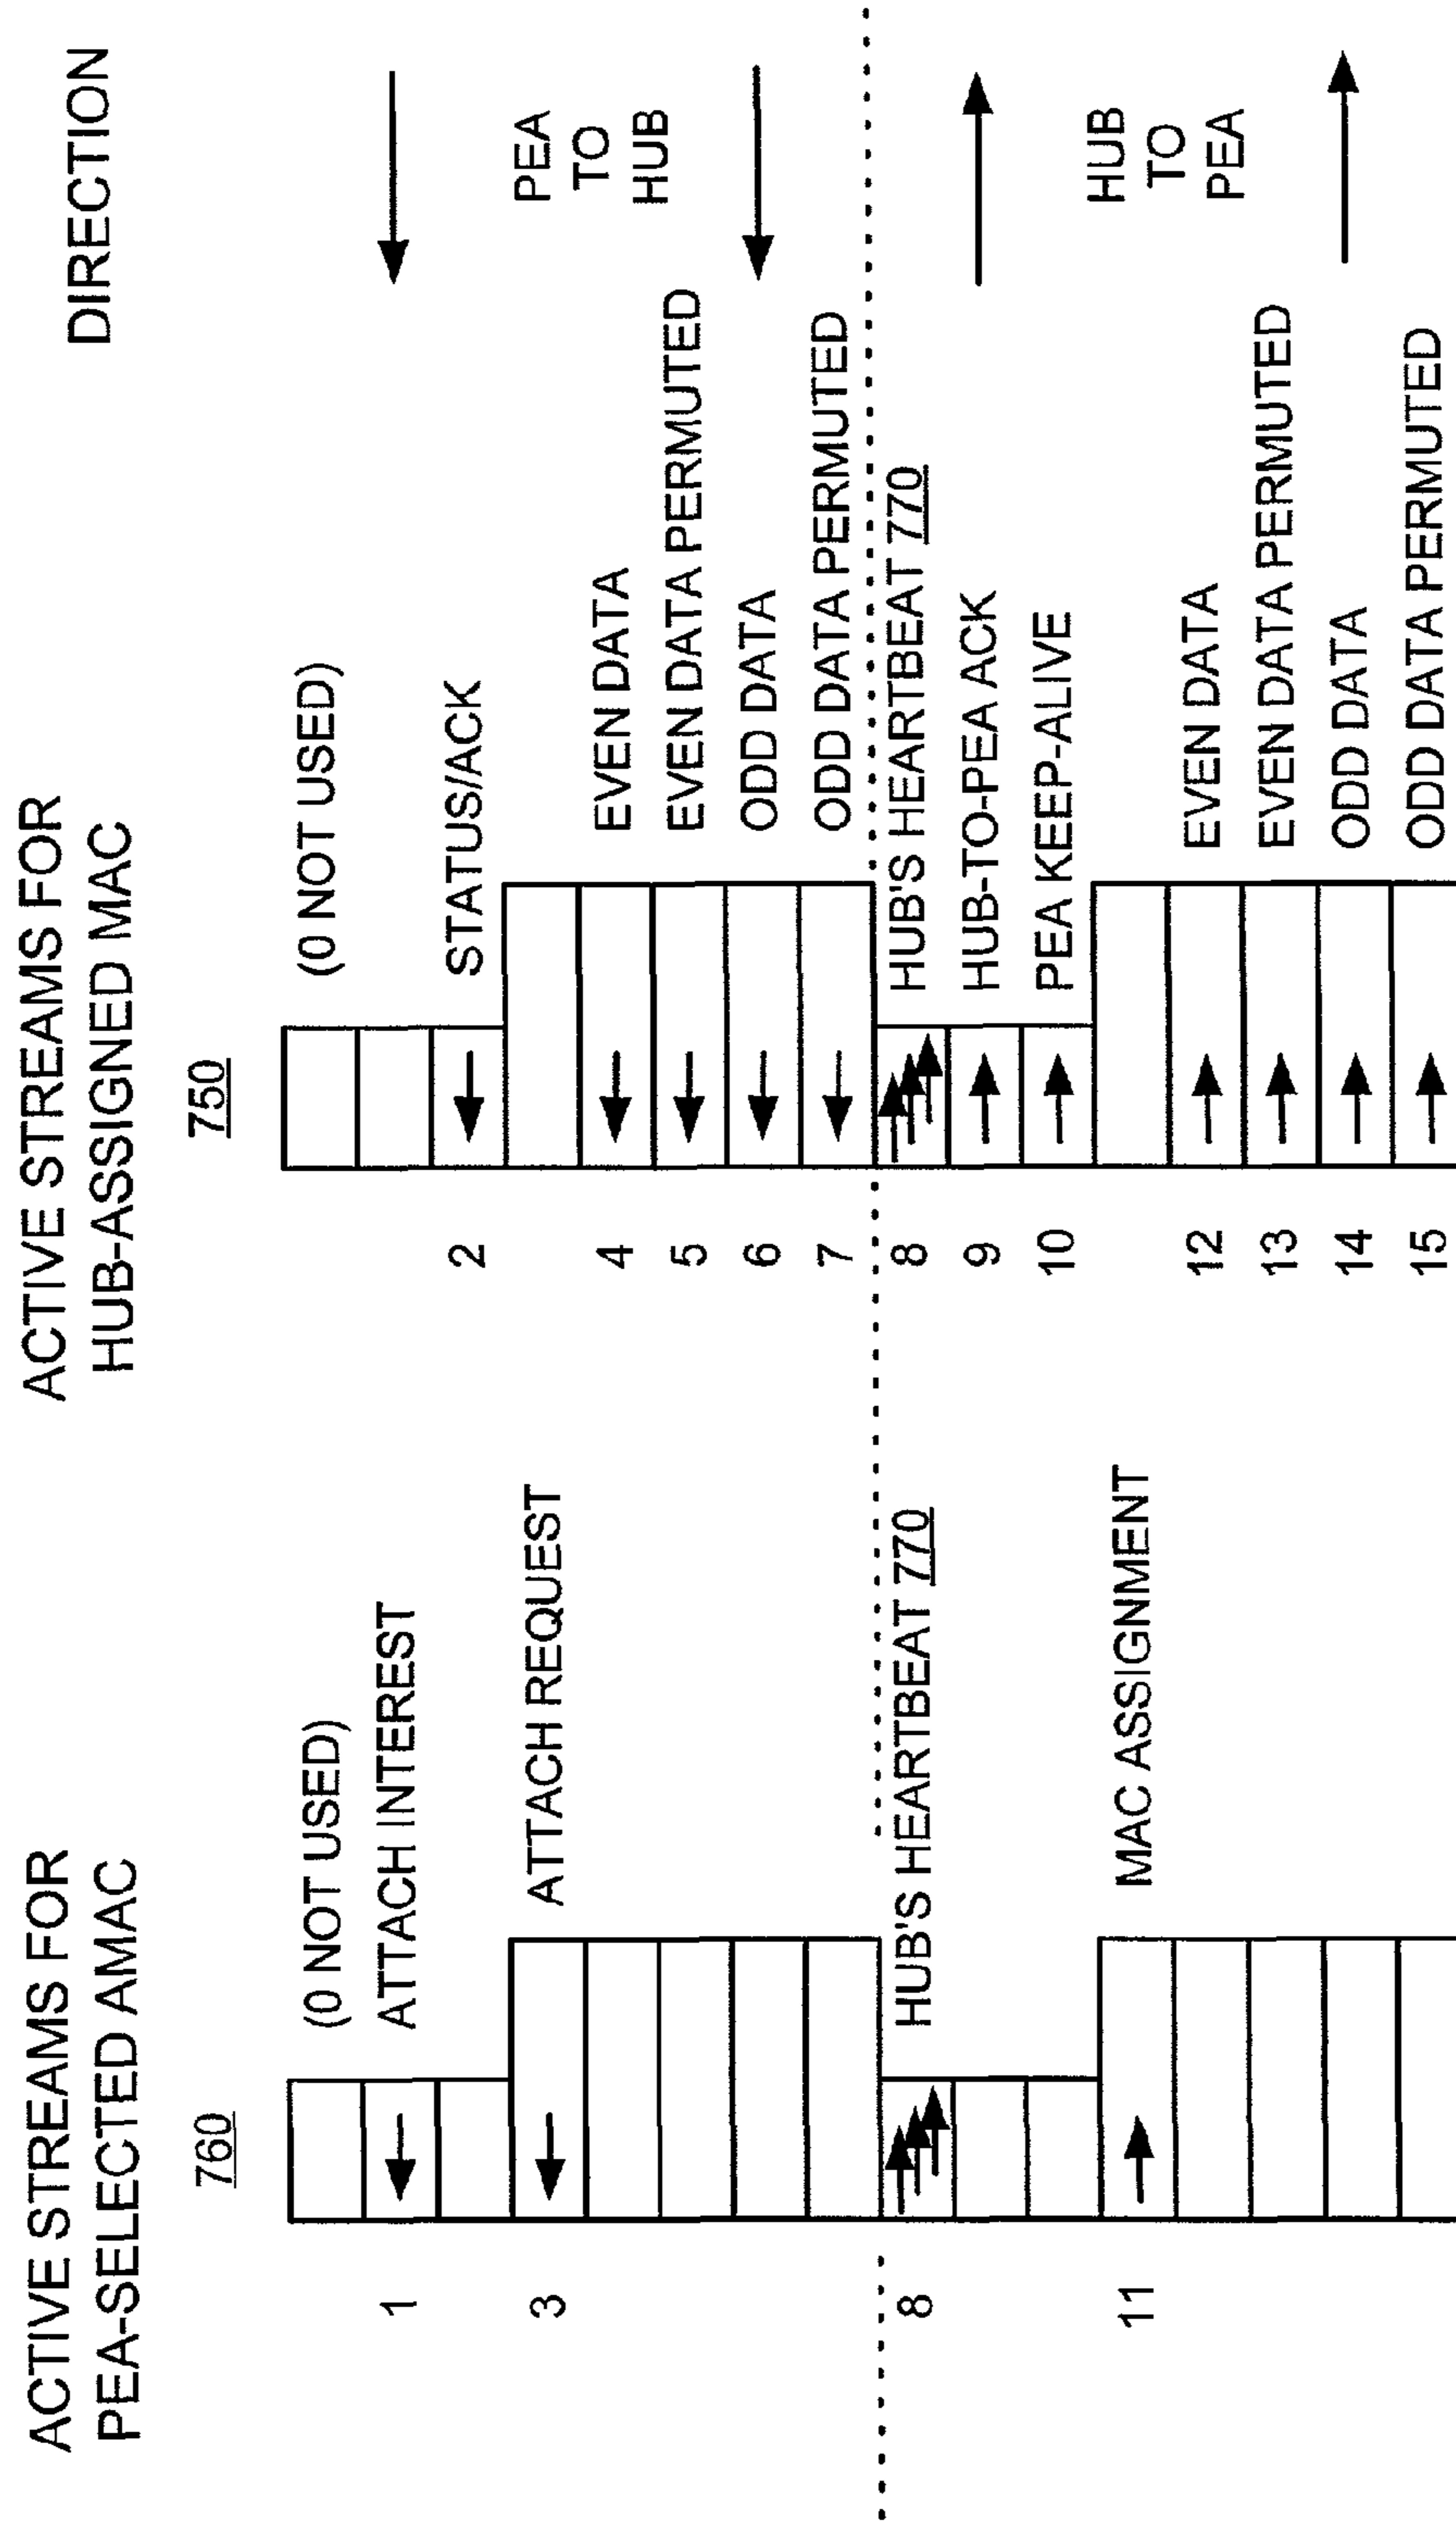 ACTIVE STREAMS FOR
PEA-SELECTED AMAC
760
(0 NOT USED)
1
ATTACH INTEREST
3
ATTACH REQUEST
8
HUB'S HEARTBEAT 770
11
MAC ASSIGNMENT
ACTIVE STREAMS FOR
HUB-ASSIGNED MAC
750
(0 NOT USED)
2
STATUS/ACK
4
EVEN DATA
5
EVEN DATA PERMUTED
6
ODD DATA
7
ODD DATA PERMUTED
8
HUB'S HEARTBEAT 770
9
HUB-TO-PEA ACK
10
PEA KEEP-ALIVE
12
EVEN DATA
13
EVEN DATA PERMUTED
14
ODD DATA
15
ODD DATA PERMUTED
DIRECTION
PEA
TO
HUB
HUB
TO
PEA